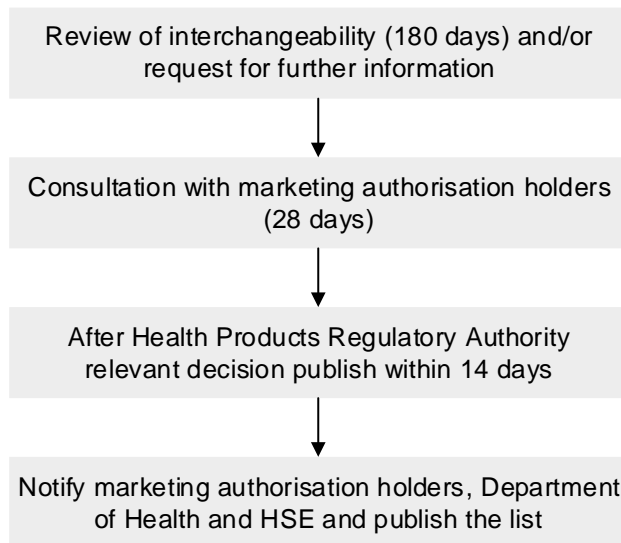 Review of interchangeability (180 days) and/or
request for further information
Consultation with marketing authorisation holders
(28 days)
After Health Products Regulatory Authority
relevant decision publish within 14 days
Notify marketing authorisation holders, Department
of Health and HSE and publish the list